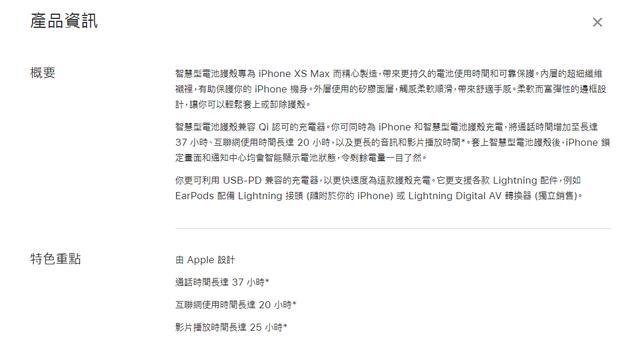 產品資訊
概要
智慧型電池護殼專為 iPhone XS Max 而精心製造，帶來更持久的電池使用時間和可靠保護。內層的超細纖維
襯裡，有助保護你的 iPhone 機身。外層使用的矽膠面層，觸感柔軟順滑，帶來舒適手感。柔軟而富彈性的邊框設
計，讓你可以輕鬆套上或卸除護殼。
智慧型電池護殼兼容 Qi 認可的充電器。你可同時為 iPhone 和智慧型電池護殼充電，將通話時間增加至長達
37 小時、互聯網使用時間長達 20 小時，以及更長的音訊和影片播放時間*。套上智慧型電池護殼後，iPhone 鎖
定畫面和通知中心均會智能顯示電池狀態，令剩餘電量一目了然。
你更可利用 USB-PD 兼容的充電器，以更快速度為這款護殼充電。它更支援各款 Lightning 配件，例如
EarPods 配備 Lightning 接頭 (隨附於你的 iPhone) 或 Lightning Digital AV 轉換器 (獨立銷售)。
特色重點
由 Apple 設計
通話時間長達 37 小時*
互聯網使用時間長達 20 小時*
影片播放時間長達 25 小時*